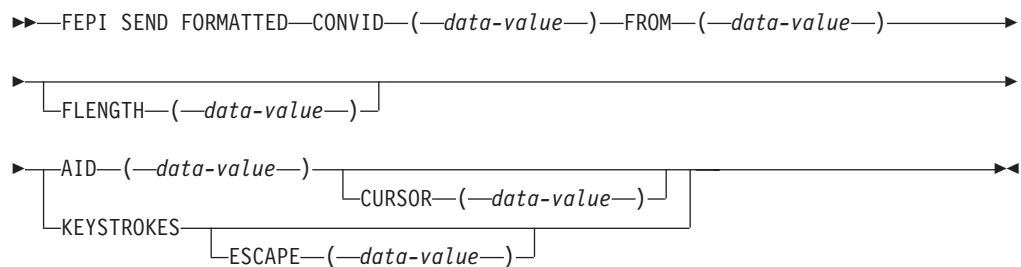 FEPI SEND FORMATTED CONVID (data-value) FROM (data-value)
FLENGTH (data-value)
AID (data-value)
CURSOR (data-value)
KEYSTROKES
ESCAPE (data-value)